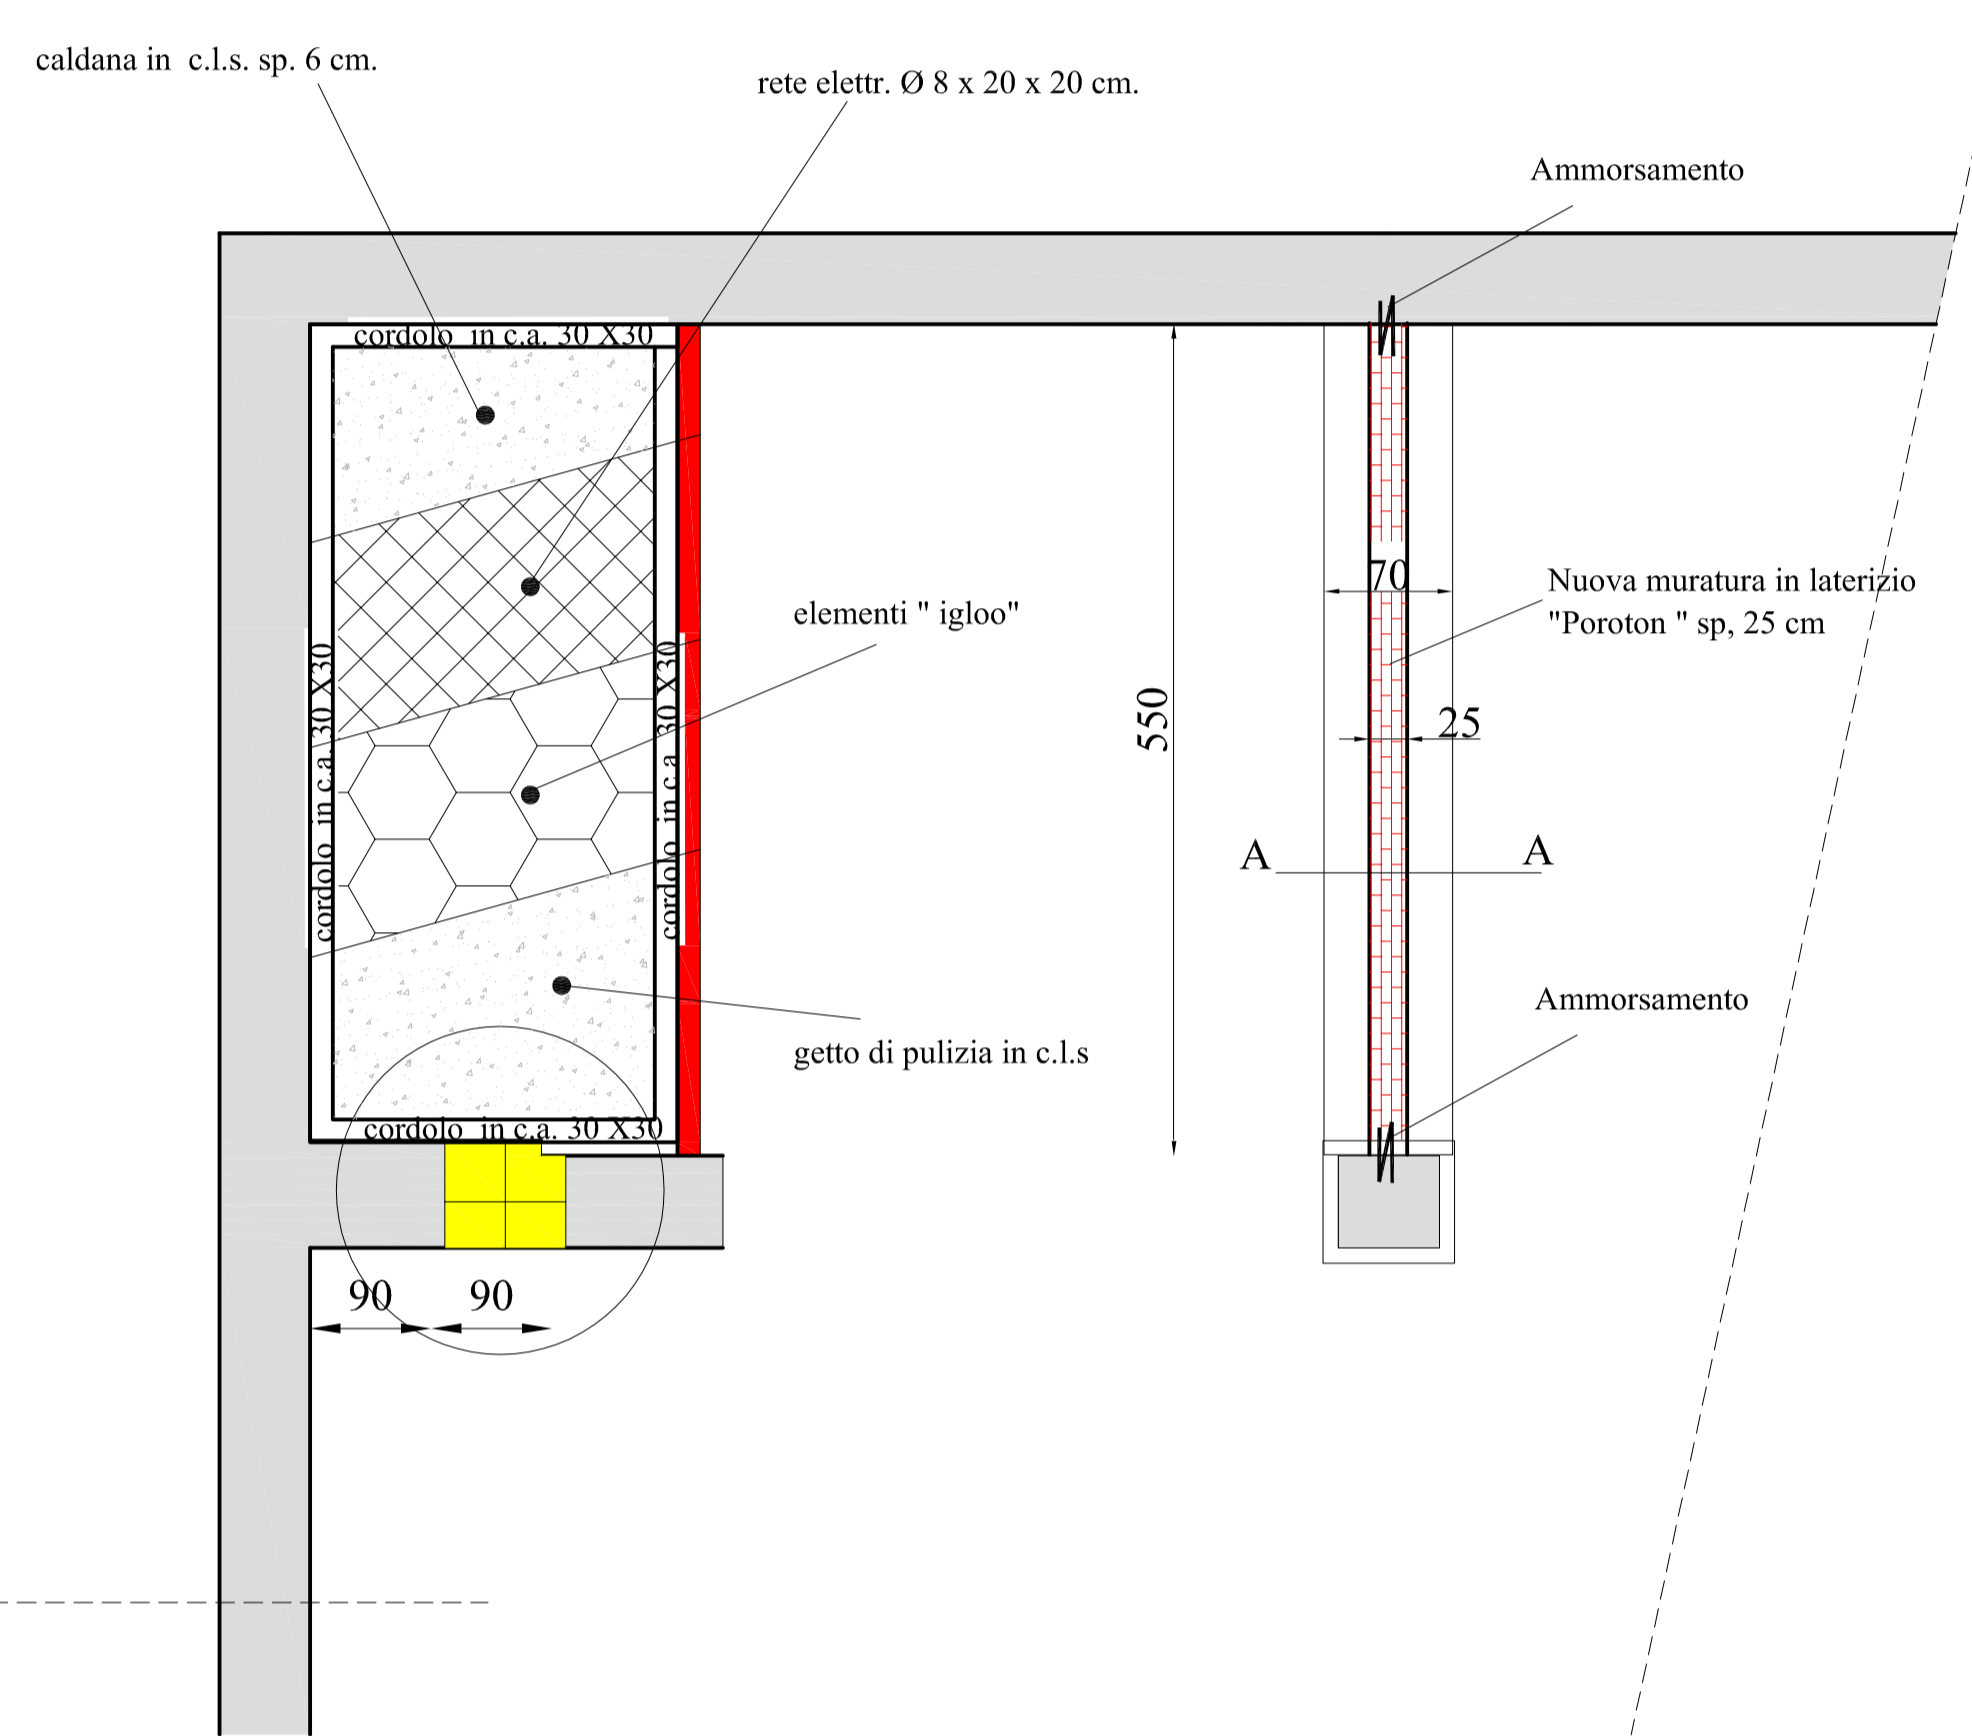 caldana in c.l.s. sp. 6 cm.
rete elettr. Ø 8 x 20 x 20 cm.
Ammorsamento
cordolo in c.a. 30 X30
70
Nuova muratura in laterizio
"Poroton " sp, 25 cm
elementi " igloo"
cordolo in c.a. 30 X30
cordolo in c.a. 30 X30
550
25
A
A
Ammorsamento
getto di pulizia in c.l.s
cordolo in c.a. 30 X30
90
90